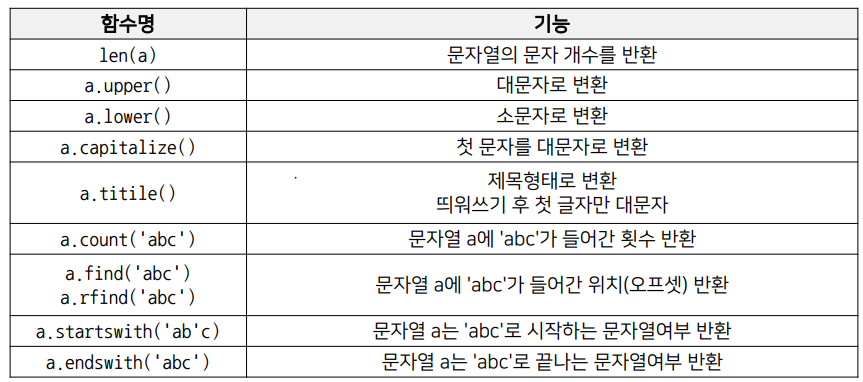 함수명 기능
len(a) 문자열의 문자 개수를 반환
a.upper() 대문자로 변환
a.lower() 소문자로 변환
a.capitalize() 첫 문자를 대문자로 변환
a.titile() 제목형태로 변환
띄워쓰기 후 첫 글자만 대문자
a.count('abc') 문자열 a에 'abc'가 들어간 횟수 반환
a.find('abc')
a.rfind('abc')
문자열 a에 'abc'가 들어간 위치(오프셋) 반환
a.startswith('ab'c) 문자열 a는 'abc'로 시작하는 문자열여부 반환
a.endswith('abc') 문자열 a는 'abc'로 끝나는 문자열여부 반환